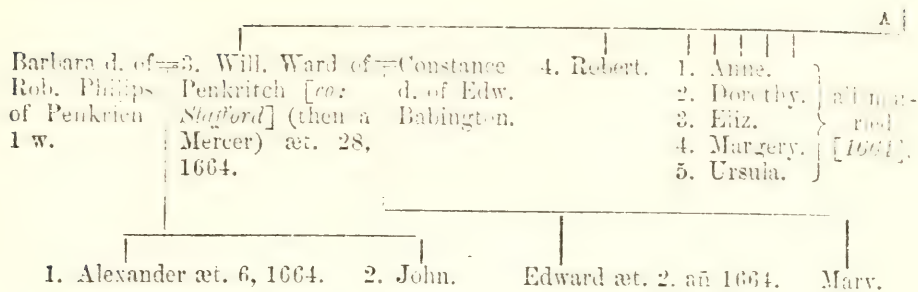 A
Barbara d. of
Rob. Philips
of Penkrich
1 w.
3. Will. Ward of
Penkritch [co:
Stafford] (then a
Mercer) æt. 28,
1664.
Constance
d. of Edw.
Babington.
4. Robert.
1. Anne.
2. Dorothy.
3. Eliz.
4. Margery.
5. Ursula.
all mar-
ried
[1664].
1. Alexander æt. 6, 1664.
2. John.
Edward æt. 2. añ 1664.
Mary.